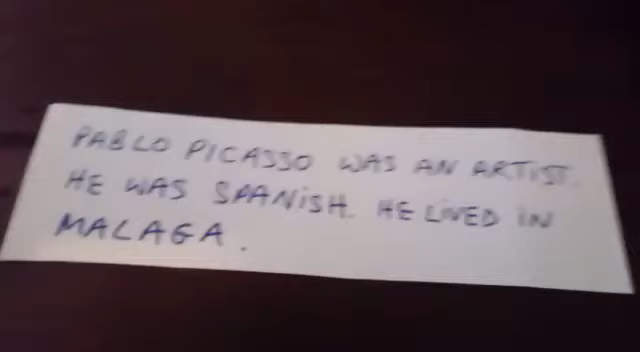 PABLO PICASSO WAS AN ARTIST.
HE WAS SPANISH. HE LIVED IN
MALAGA.